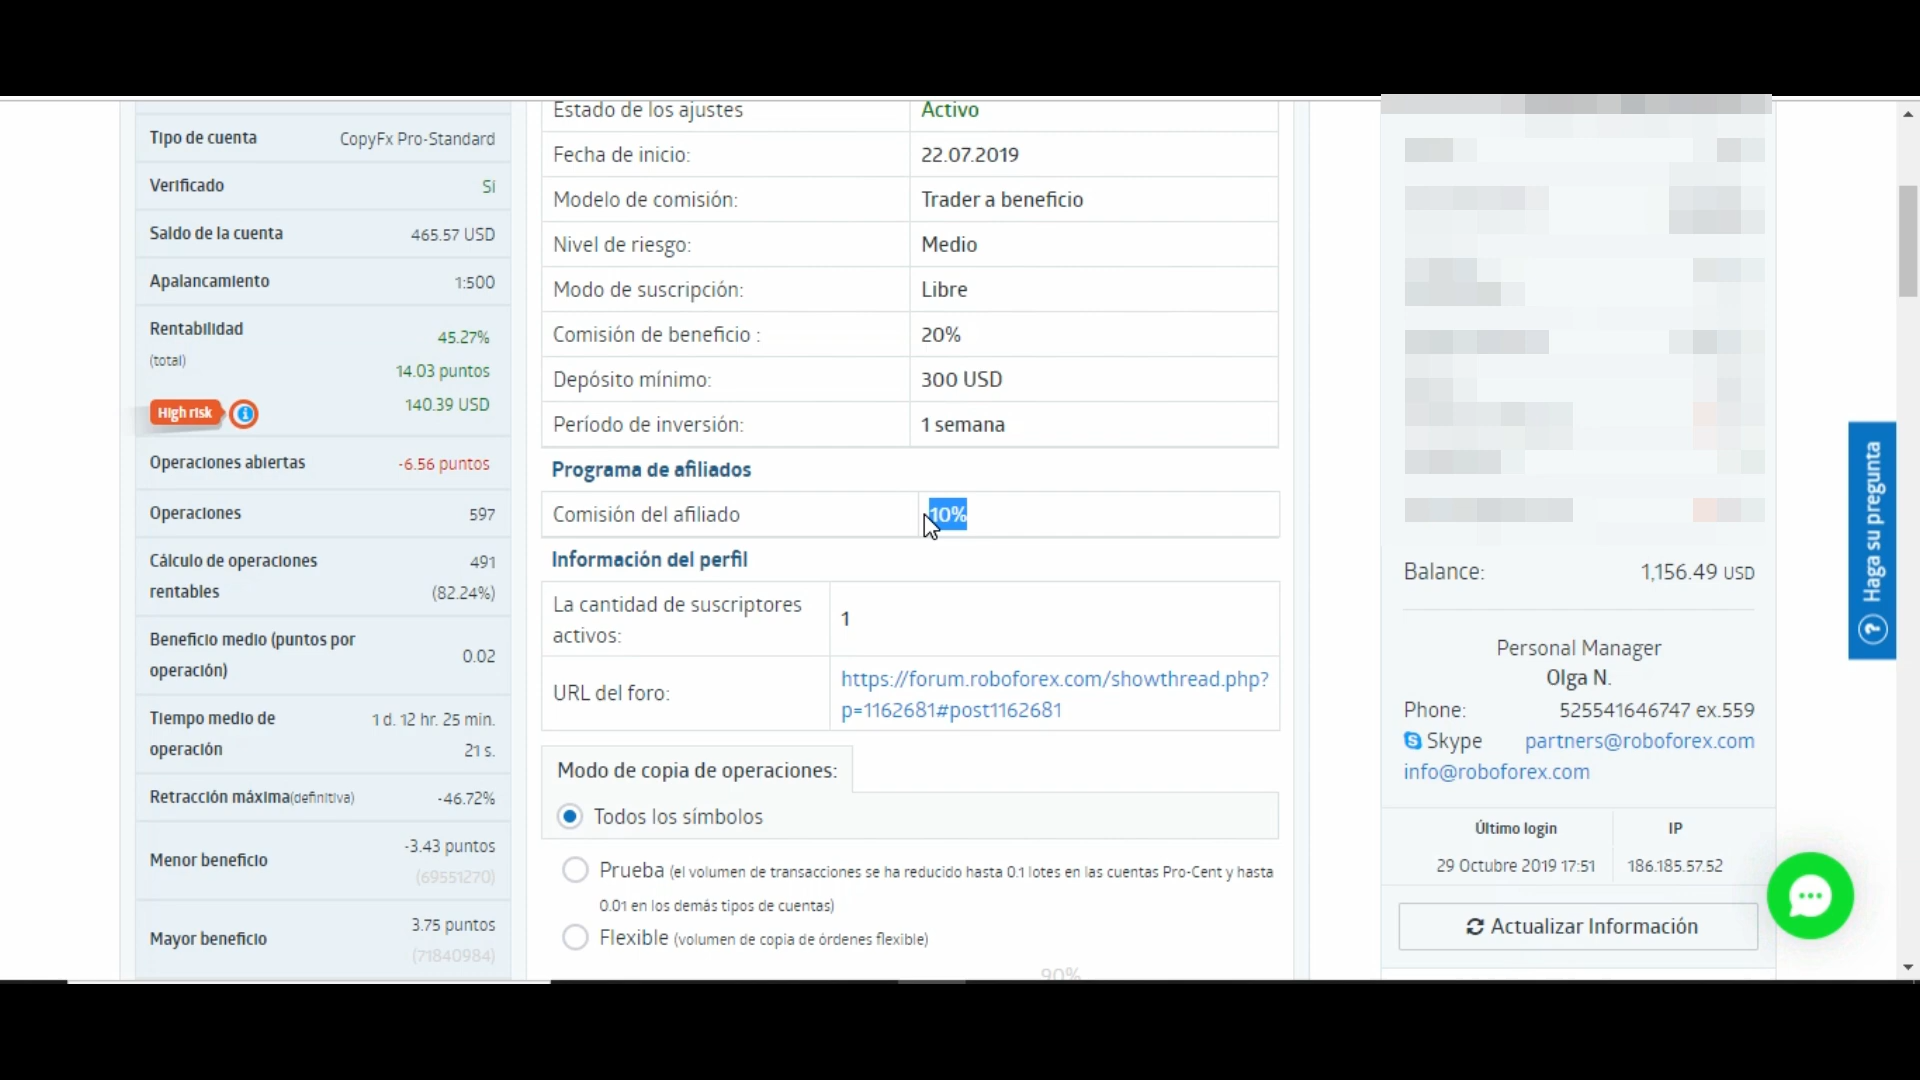 Tipo de cuenta CopyFx Pro-Standard
Verificado Sí
Saldo de la cuenta 465.57 USD
Apalancamiento 1:500
Rentabilidad 45.27%
(total) 14.03 puntos
140.39 USD
High risk
Operaciones abiertas -6.56 puntos
Operaciones 597
Cálculo de operaciones 491
rentables (82.24%)
Beneficio medio (puntos por
operación) 0.02
Tiempo medio de 1 d. 12 hr. 25 min.
operación 21 s.
Retracción máxima(definitiva) -46.72%
Menor beneficio -3.43 puntos
(69551270)
Mayor beneficio 3.75 puntos
(71840984)
Estado de los ajustes Activo
Fecha de inicio: 22.07.2019
Modelo de comisión: Trader a beneficio
Nivel de riesgo: Medio
Modo de suscripción: Libre
Comisión de beneficio : 20%
Depósito mínimo: 300 USD
Período de inversión: 1 semana
Programa de afiliados
Comisión del afiliado 10%
Información del perfil
La cantidad de suscriptores
activos: 1
URL del foro: https://forum.roboforex.com/showthread.php?
p=1162681#post1162681
Modo de copia de operaciones:
Todos los símbolos
Prueba (el volumen de transacciones se ha reducido hasta 0.1 lotes en las cuentas Pro-Cent y hasta
0.01 en los demás tipos de cuentas)
Flexible (volumen de copia de órdenes flexible)
90%
Balance: 1,156.49 USD
Personal Manager
Olga N.
Phone: 525541646747 ex.559
Skype partners@roboforex.com
info@roboforex.com
Último login IP
29 Octubre 2019 17:51 186.185.57.52
Actualizar Información
Haga su pregunta